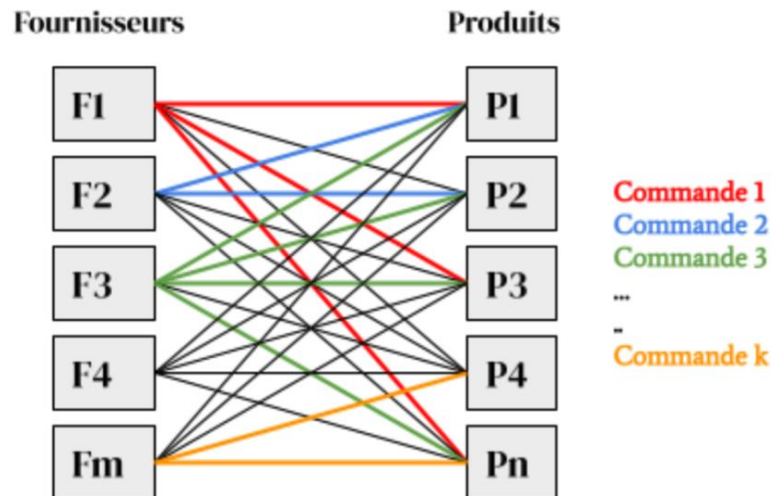 Fournisseurs Produits
F1 P1
F2 P2
F3 P3
F4 P4
Fm Pn
Commande 1
Commande 2
Commande 3
...
..
Commande k